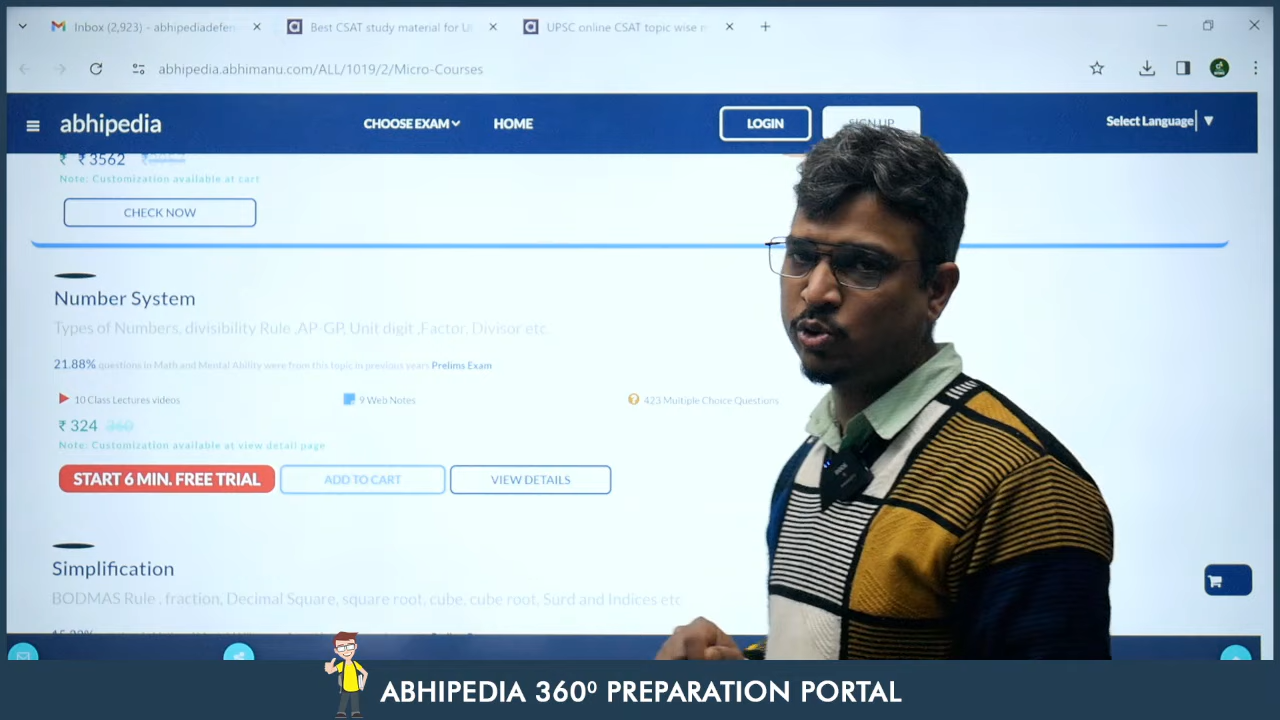 Inbox (2,923) - abhipediadefen
Best CSAT study material for U
UPSC online CSAT topic wise m
abhipedia.abhimanu.com/ALL/1019/2/Micro-Courses
abhipedia
CHOOSE EXAM
HOME
LOGIN
SIGN UP
Select Language ▼
₹ ₹ 3562
Note: Customization available at cart
CHECK NOW
Number System
Types of Numbers, divisibility Rule ,AP-GP, Unit digit ,Factor, Divisor etc.
21.88% questions in Math and Mental Ability were from this topic in previous years Prelims Exam
10 Class Lectures videos
9 Web Notes
423 Multiple Choice Questions
₹ 324 360
Note: Customization available at view detail page
START 6 MIN. FREE TRIAL
ADD TO CART
VIEW DETAILS
Simplification
BODMAS Rule , fraction, Decimal Square, square root, cube, cube root, Surd and Indices etc
ABHIPEDIA 360⁰ PREPARATION PORTAL